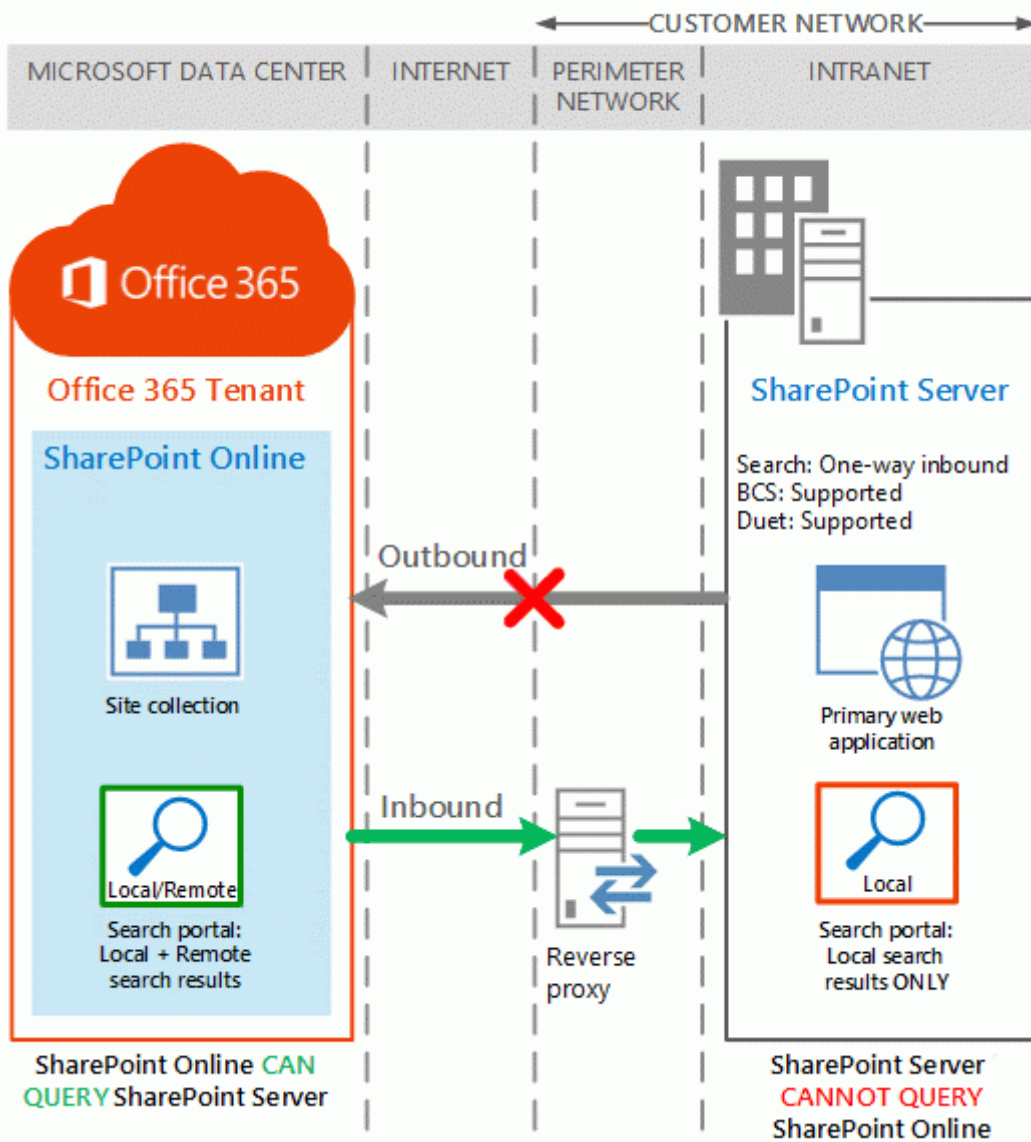 CUSTOMER NETWORK
MICROSOFT DATA CENTER
INTERNET
PERIMETER
NETWORK
INTRANET
Office 365
Office 365 Tenant
SharePoint Online
SharePoint Server
Search: One-way inbound
BCS: Supported
Duet: Supported
Outbound
Site collection
Primary web
application
Inbound
Local/Remote
Search portal:
Local + Remote
search results
Reverse
proxy
Local
Search portal:
Local search
results ONLY
SharePoint Online CAN
QUERY SharePoint Server
SharePoint Server
CANNOT QUERY
SharePoint Online